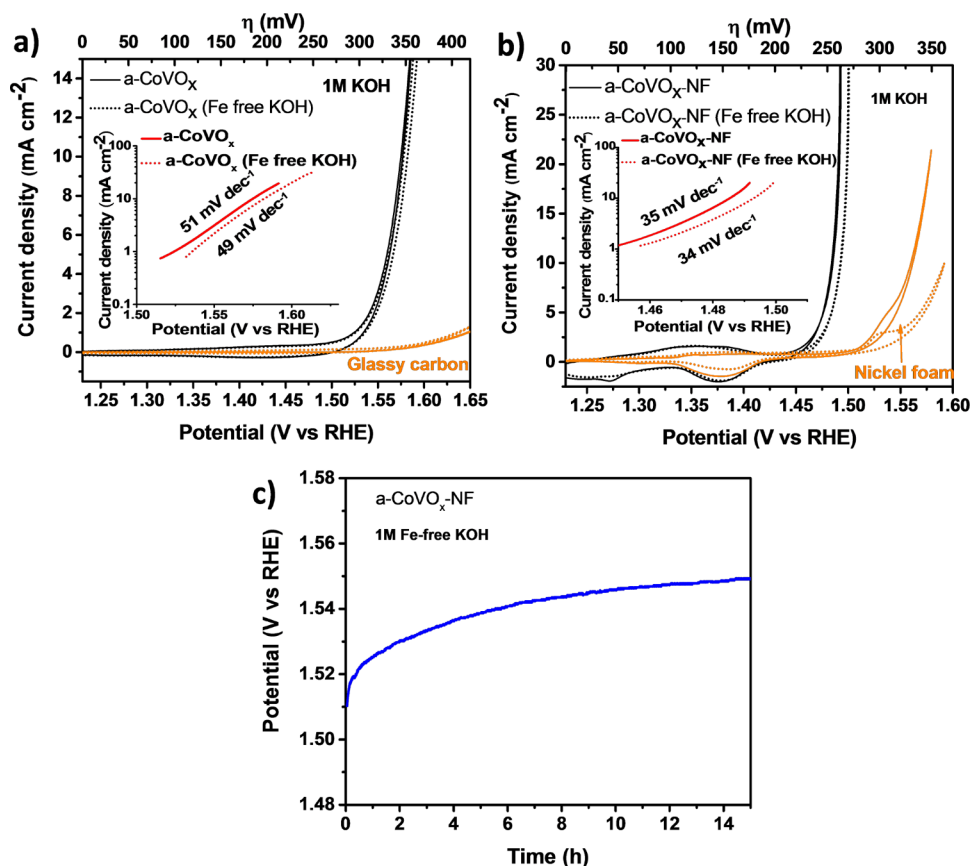 a)
η (mV)
0 50 100 150 200 250 300 350 400
14
12
10
8
6
4
2
0
Current density (mA cm-2)
a-CoVOX
a-CoVOX (Fe free KOH)
1M KOH
100
10
1
0.1
Current density (mA cm-2)
a-CoVOx
a-CoVOx (Fe free KOH)
51 mV dec-1
49 mV dec-1
1.50 1.55 1.60
Potential (V vs RHE)
Glassy carbon
1.25 1.30 1.35 1.40 1.45 1.50 1.55 1.60 1.65
Potential (V vs RHE)
b)
η (mV)
0 50 100 150 200 250 300 350
30
25
20
15
10
5
0
Current density (mA cm-2)
a-CoVOX-NF
a-CoVOX-NF (Fe free KOH)
1M KOH
100
10
1
0.1
Current density (mA cm-2)
a-CoVOX-NF
a-CoVOX-NF (Fe free KOH)
35 mV dec-1
34 mV dec-1
1.46 1.48 1.50
Potential (V vs RHE)
Nickel foam
1.25 1.30 1.35 1.40 1.45 1.50 1.55 1.60
Potential (V vs RHE)
c)
1.58
1.56
1.54
1.52
1.50
1.48
Potential (V vs RHE)
a-CoVOx-NF
1M Fe-free KOH
0 2 4 6 8 10 12 14
Time (h)